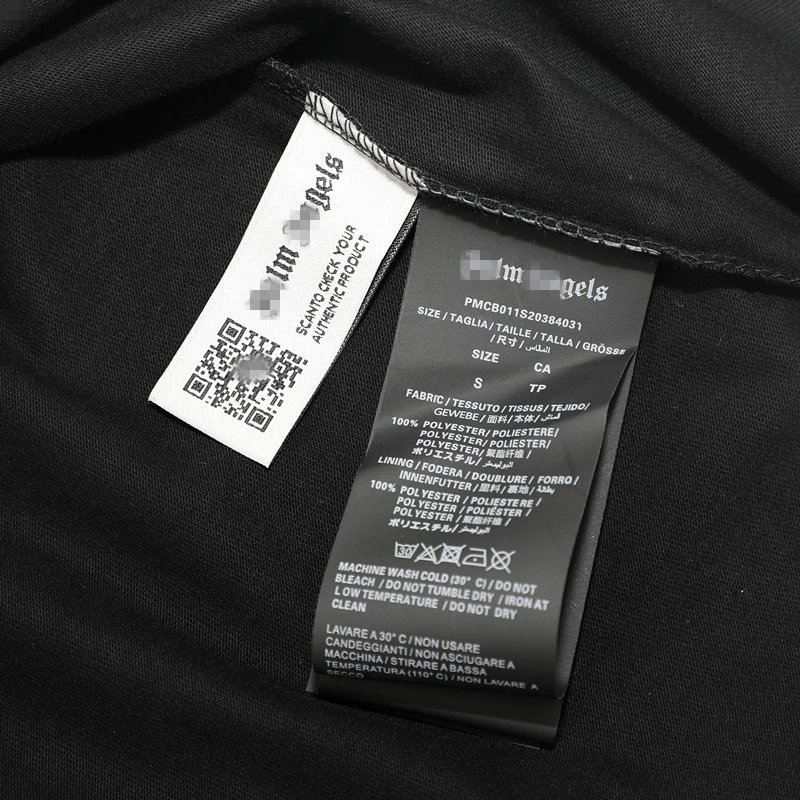 SCANTO CHECK YOUR
AUTHENTIC PRODUCT
PMCB011S20384031
SIZE / TAGLIA / TAILLE / TALLA / GRÖSSE
/ 尺寸 / المقاس
SIZE CA
S TP
FABRIC / TESSUTO / TISSUS / TEJIDO/
GEWEBE / 面料 / 本体 /
100% POLYESTER / POLIESTERE/
POLYESTER / POLIÉSTER /
POLYESTER / 聚酯纤维 /
ポリエステル / البوليستر
LINING / FODERA / DOUBLURE / FORRO /
INNENFUTTER / 里料 / 裏地 / بطانة
100% POLYESTER / POLIESTERE /
POLYESTER / POLIÉSTER /
POLYESTER / 聚酯纤维 /
ポリエステル / البوليستر
30
MACHINE WASH COLD (30° C) / DO NOT
BLEACH / DO NOT TUMBLE DRY / IRON AT
LOW TEMPERATURE / DO NOT DRY
CLEAN
LAVARE A 30° C / NON USARE
CANDEGGIANTI / NON ASCIUGARE A
MACCHINA / STIRARE A BASSA
TEMPERATURA (110° C) / NON LAVARE A
SECCO